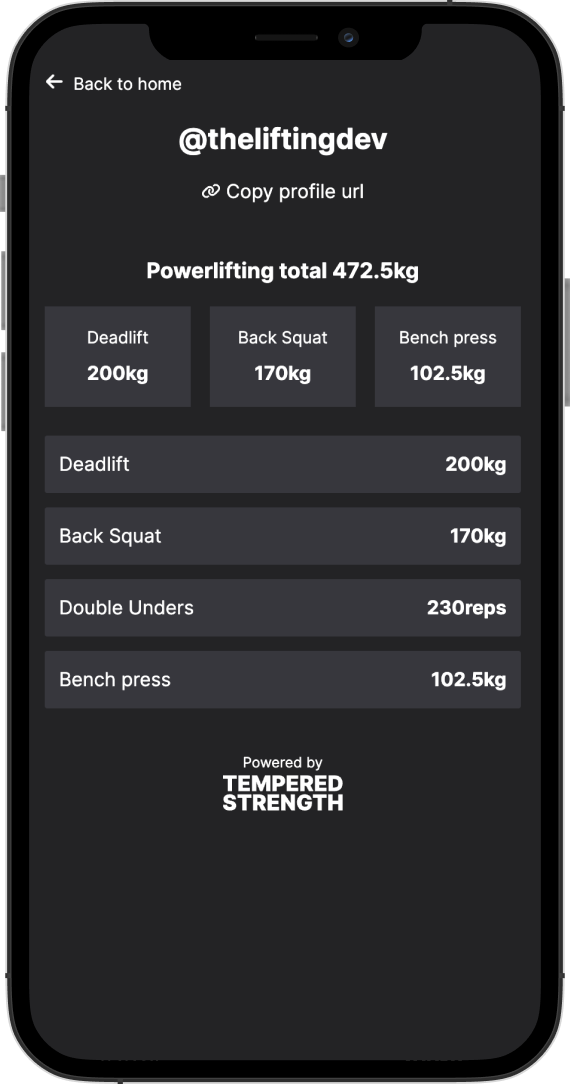 Back to home
@theliftingdev
Copy profile url
Powerlifting total 472.5kg
Deadlift
200kg
Back Squat
170kg
Bench press
102.5kg
Deadlift 200kg
Back Squat 170kg
Double Unders 230reps
Bench press 102.5kg
Powered by
TEMPERED
STRENGTH